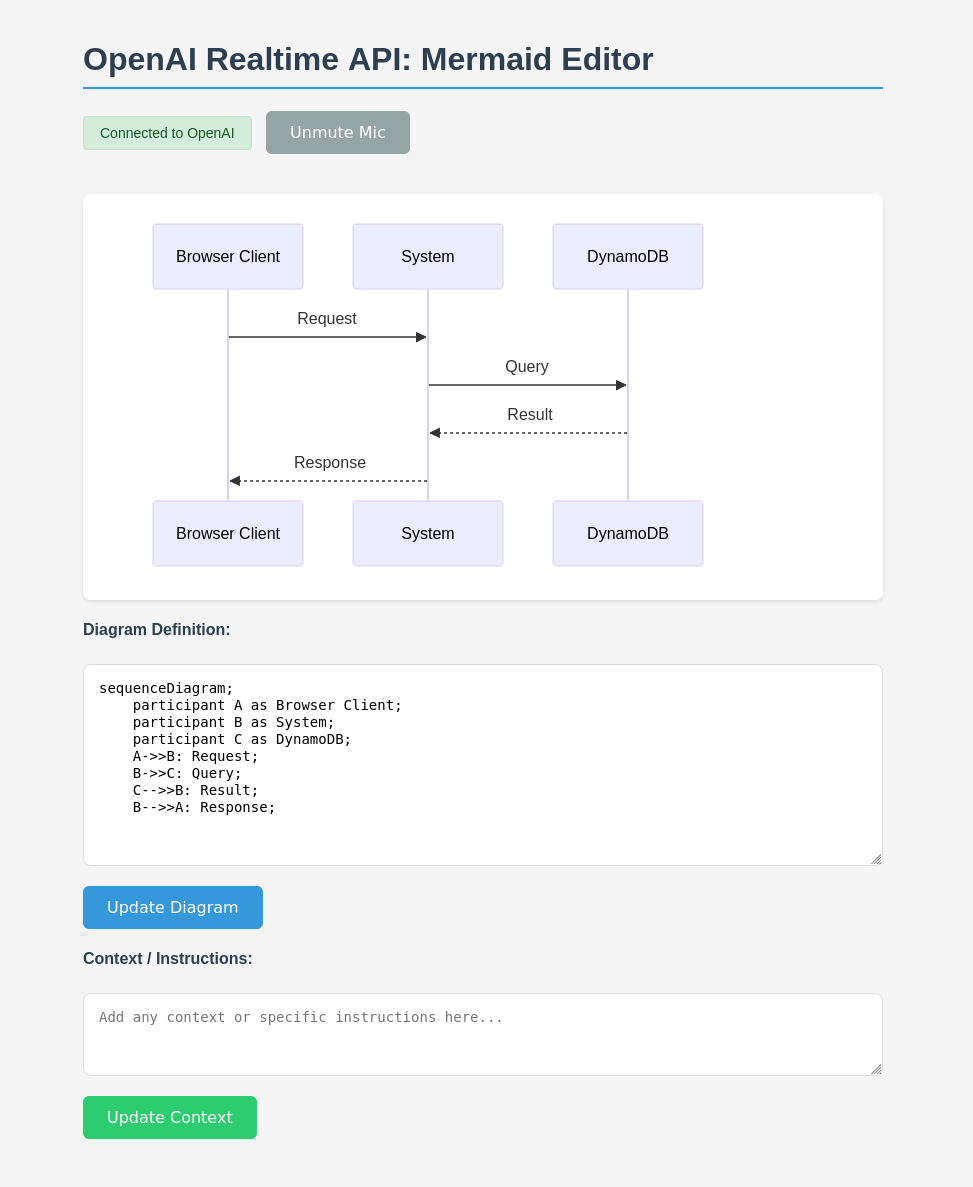 OpenAI Realtime API: Mermaid Editor
Connected to OpenAI
Unmute Mic
Browser Client
System
DynamoDB
Request
Query
Result
Response
Browser Client
System
DynamoDB
Diagram Definition:
sequenceDiagram;
    participant A as Browser Client;
    participant B as System;
    participant C as DynamoDB;
    A->>B: Request;
    B->>C: Query;
    C-->>B: Result;
    B-->>A: Response;
Update Diagram
Context / Instructions:
Add any context or specific instructions here...
Update Context